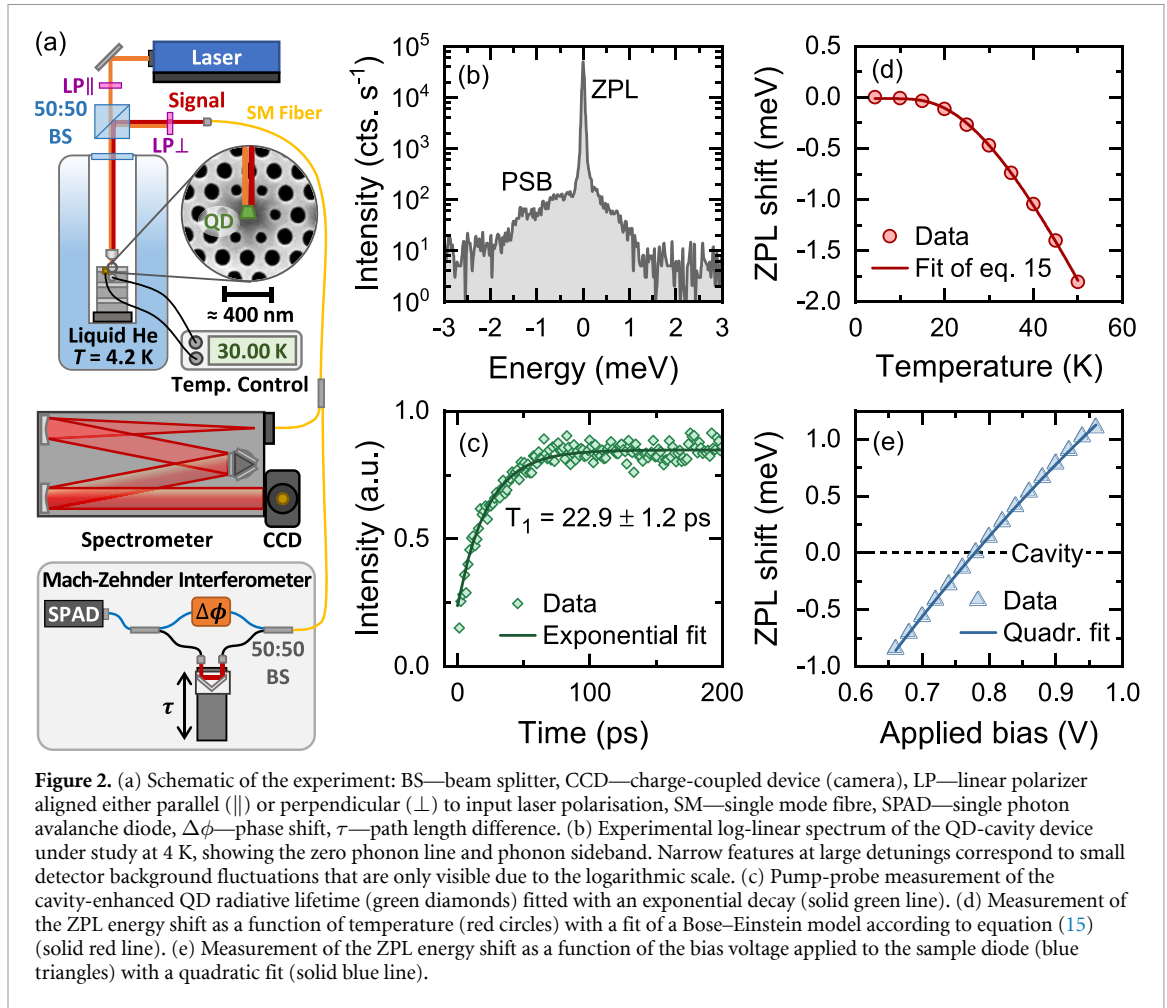 (a)
Laser
LP||
50:50
BS
Signal
LP⊥
SM Fiber
QD
≈ 400 nm
Liquid He
T = 4.2 K
30.00 K
Temp. Control
Spectrometer
CCD
Mach-Zehnder Interferometer
SPAD
Δϕ
50:50
BS
τ
(b)
ZPL
PSB
Intensity (cts. s⁻¹)
10⁵
10⁴
10³
10²
10¹
10⁰
-3 -2 -1 0 1 2 3
Energy (meV)
(c)
T₁ = 22.9 ± 1.2 ps
Data
Exponential fit
Intensity (a.u.)
1.0
0.5
0.0
0 50 100 150 200
Time (ps)
(d)
Data
Fit of eq. 15
ZPL shift (meV)
0.5
0.0
-0.5
-1.0
-1.5
-2.0
0 20 40 60
Temperature (K)
(e)
Cavity
Data
Quadr. fit
ZPL shift (meV)
1.0
0.5
0.0
-0.5
-1.0
0.6 0.7 0.8 0.9 1.0
Applied bias (V)
Figure 2. (a) Schematic of the experiment: BS—beam splitter, CCD—charge-coupled device (camera), LP—linear polarizer
aligned either parallel (∥) or perpendicular (⊥) to input laser polarisation, SM—single mode fibre, SPAD—single photon
avalanche diode, Δϕ—phase shift, τ—path length difference. (b) Experimental log-linear spectrum of the QD-cavity device
under study at 4 K, showing the zero phonon line and phonon sideband. Narrow features at large detunings correspond to small
detector background fluctuations that are only visible due to the logarithmic scale. (c) Pump-probe measurement of the
cavity-enhanced QD radiative lifetime (green diamonds) fitted with an exponential decay (solid green line). (d) Measurement of
the ZPL energy shift as a function of temperature (red circles) with a fit of a Bose–Einstein model according to equation (15)
(solid red line). (e) Measurement of the ZPL energy shift as a function of the bias voltage applied to the sample diode (blue
triangles) with a quadratic fit (solid blue line).